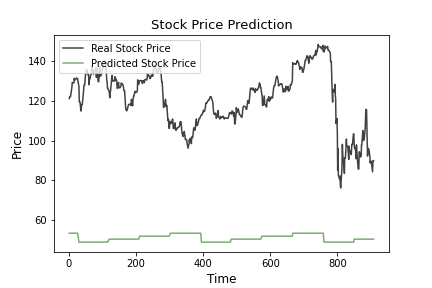 Stock Price Prediction
Real Stock Price
Predicted Stock Price
Price
140
120
100
80
60
0 200 400 600 800
Time